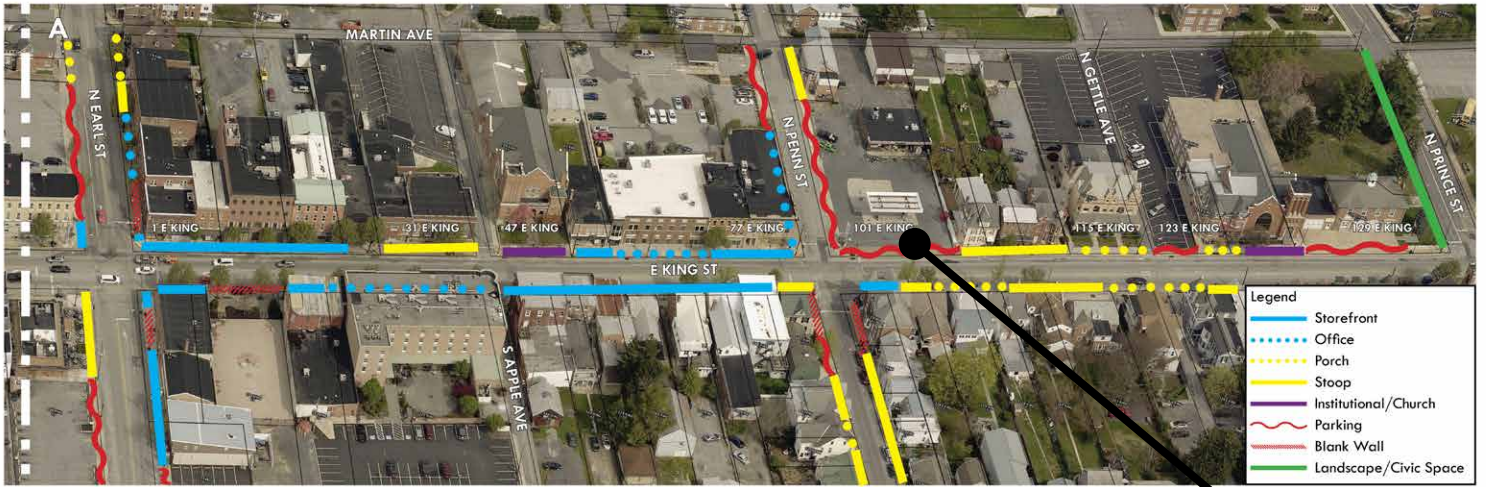 A
MARTIN AVE
N EARL ST
N PENN ST
N GETTLE AVE
N PRINCE ST
1 E KING
31 E KING
47 E KING
77 E KING
101 E KING
115 E KING
123 E KING
129 E KING
E KING ST
S APPLE AVE
Legend
Storefront
Office
Porch
Stoop
Institutional/Church
Parking
Blank Wall
Landscape/Civic Space